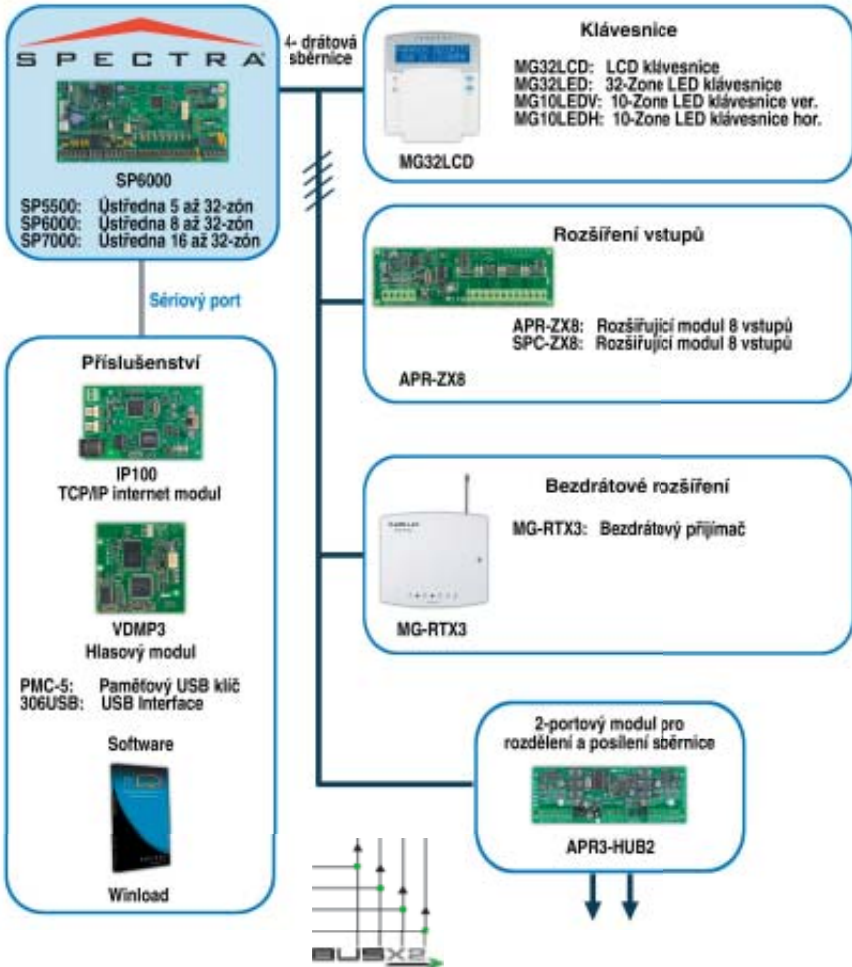 SPECTRA
SP6000
SP5500: Ústředna 5 až 32-zón
SP6000: Ústředna 8 až 32-zón
SP7000: Ústředna 16 až 32-zón
4- drátová
sběrnice
Klávesnice
MG32LCD: LCD klávesnice
MG32LED: 32-Zone LED klávesnice
MG10LEDV: 10-Zone LED klávesnice ver.
MG10LEDH: 10-Zone LED klávesnice hor.
MG32LCD
Rozšíření vstupů
APR-ZX8: Rozšiřující modul 8 vstupů
SPC-ZX8: Rozšiřující modul 8 vstupů
APR-ZX8
Sériový port
Příslušenství
IP100
TCP/IP internet modul
VDMP3
Hlasový modul
PMC-5: Paměťový USB klíč
306USB: USB Interface
Software
Winload
Bezdrátové rozšíření
MG-RTX3: Bezdrátový přijímač
MG-RTX3
2-portový modul pro
rozdělení a posílení sběrnice
APR3-HUB2
BUSX2